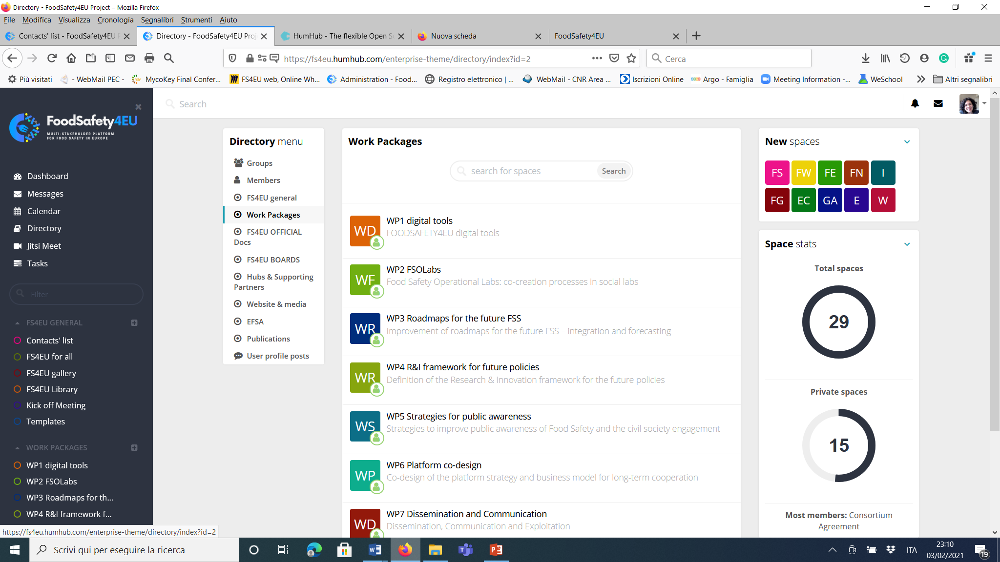 Directory - FoodSafety4EU Project – Mozilla Firefox
File Modifica Visualizza Cronologia Segnalibri Strumenti Aiuto
Contacts' list - FoodSafety4EU
Directory - FoodSafety4EU Proj
HumHub - The flexible Open So
Nuova scheda
FoodSafety4EU
https://fs4eu.humhub.com/enterprise-theme/directory/index?id=2
Cerca
Più visitati
- WebMail PEC -
MycoKey Final Confer...
FS4EU web, Online Wh...
Administration - Food...
Registro elettronico | ...
WebMail - CNR Area ...
Iscrizioni Online
Argo - Famiglia
Meeting Information -...
WeSchool
Altri segnalibri
FoodSafety4EU
MULTI-STAKEHOLDER PLATFORM
FOR FOOD SAFETY IN EUROPE
Dashboard
Messages
Calendar
Directory
Jitsi Meet
Tasks
Filter
FS4EU GENERAL
Contacts' list
FS4EU for all
FS4EU gallery
FS4EU Library
Kick off Meeting
Templates
WORK PACKAGES
WP1 digital tools
WP2 FSOLabs
WP3 Roadmaps for th...
WP4 R&I framework f...
https://fs4eu.humhub.com/enterprise-theme/directory/index?id=2
Search
Directory menu
Groups
Members
FS4EU general
Work Packages
FS4EU OFFICIAL
Docs
FS4EU BOARDS
Hubs & Supporting
Partners
Website & media
EFSA
Publications
User profile posts
Work Packages
search for spaces
Search
WD
WP1 digital tools
FOODSAFETY4EU digital tools
WF
WP2 FSOLabs
Food Safety Operational Labs: co-creation processes in social labs
WR
WP3 Roadmaps for the future FSS
Improvement of roadmaps for the future FSS – integration and forecasting
WR
WP4 R&I framework for future policies
Definition of the Research & Innovation framework for the future policies
WS
WP5 Strategies for public awareness
Strategies to improve public awareness of Food Safety and the civil society engagement
WP
WP6 Platform co-design
Co-design of the platform strategy and business model for long-term cooperation
WD
WP7 Dissemination and Communication
Dissemination, Communication and Exploitation
New spaces
FS FW FE FN I
FG EC GA E W
Space stats
Total spaces
29
Private spaces
15
Most members: Consortium
Agreement
Scrivi qui per eseguire la ricerca
ITA
23:10
03/02/2021
19